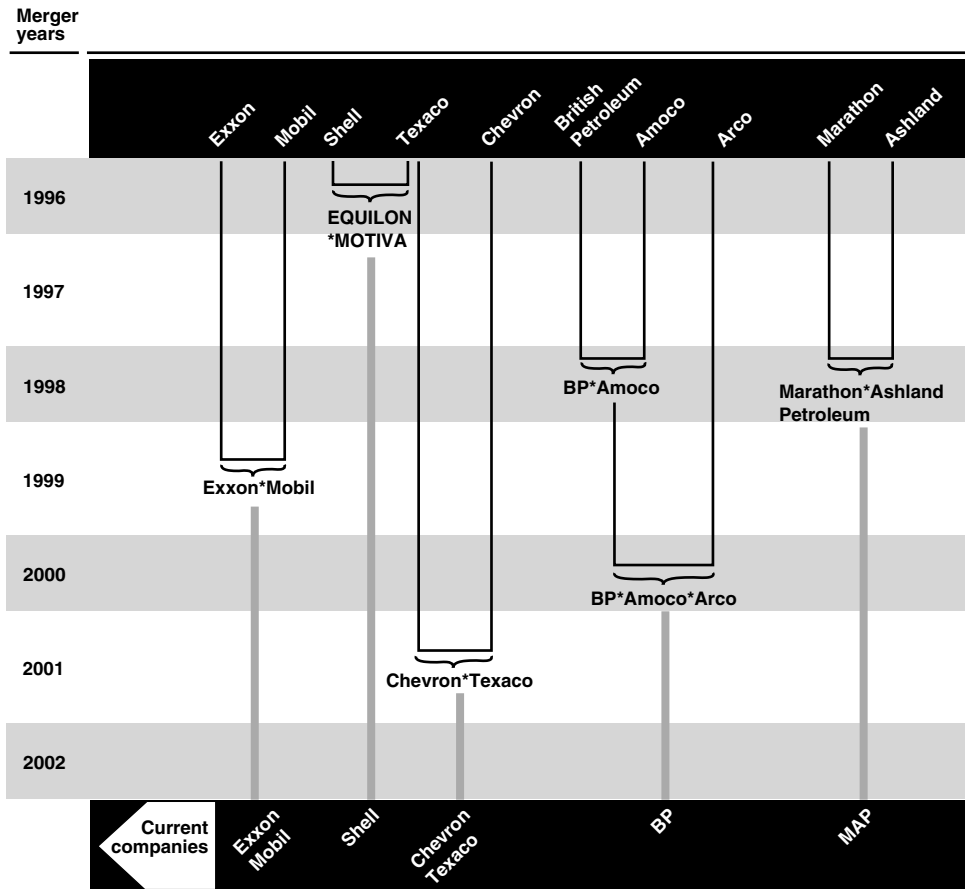 Merger
years
Exxon
Mobil
Shell
Texaco
Chevron
British
Petroleum
Amoco
Arco
Marathon
Ashland
1996
EQUILON
*MOTIVA
1997
1998
BP*Amoco
Marathon*Ashland
Petroleum
1999
Exxon*Mobil
2000
BP*Amoco*Arco
2001
Chevron*Texaco
2002
Current
companies
Exxon
Mobil
Shell
Chevron
Texaco
BP
MAP